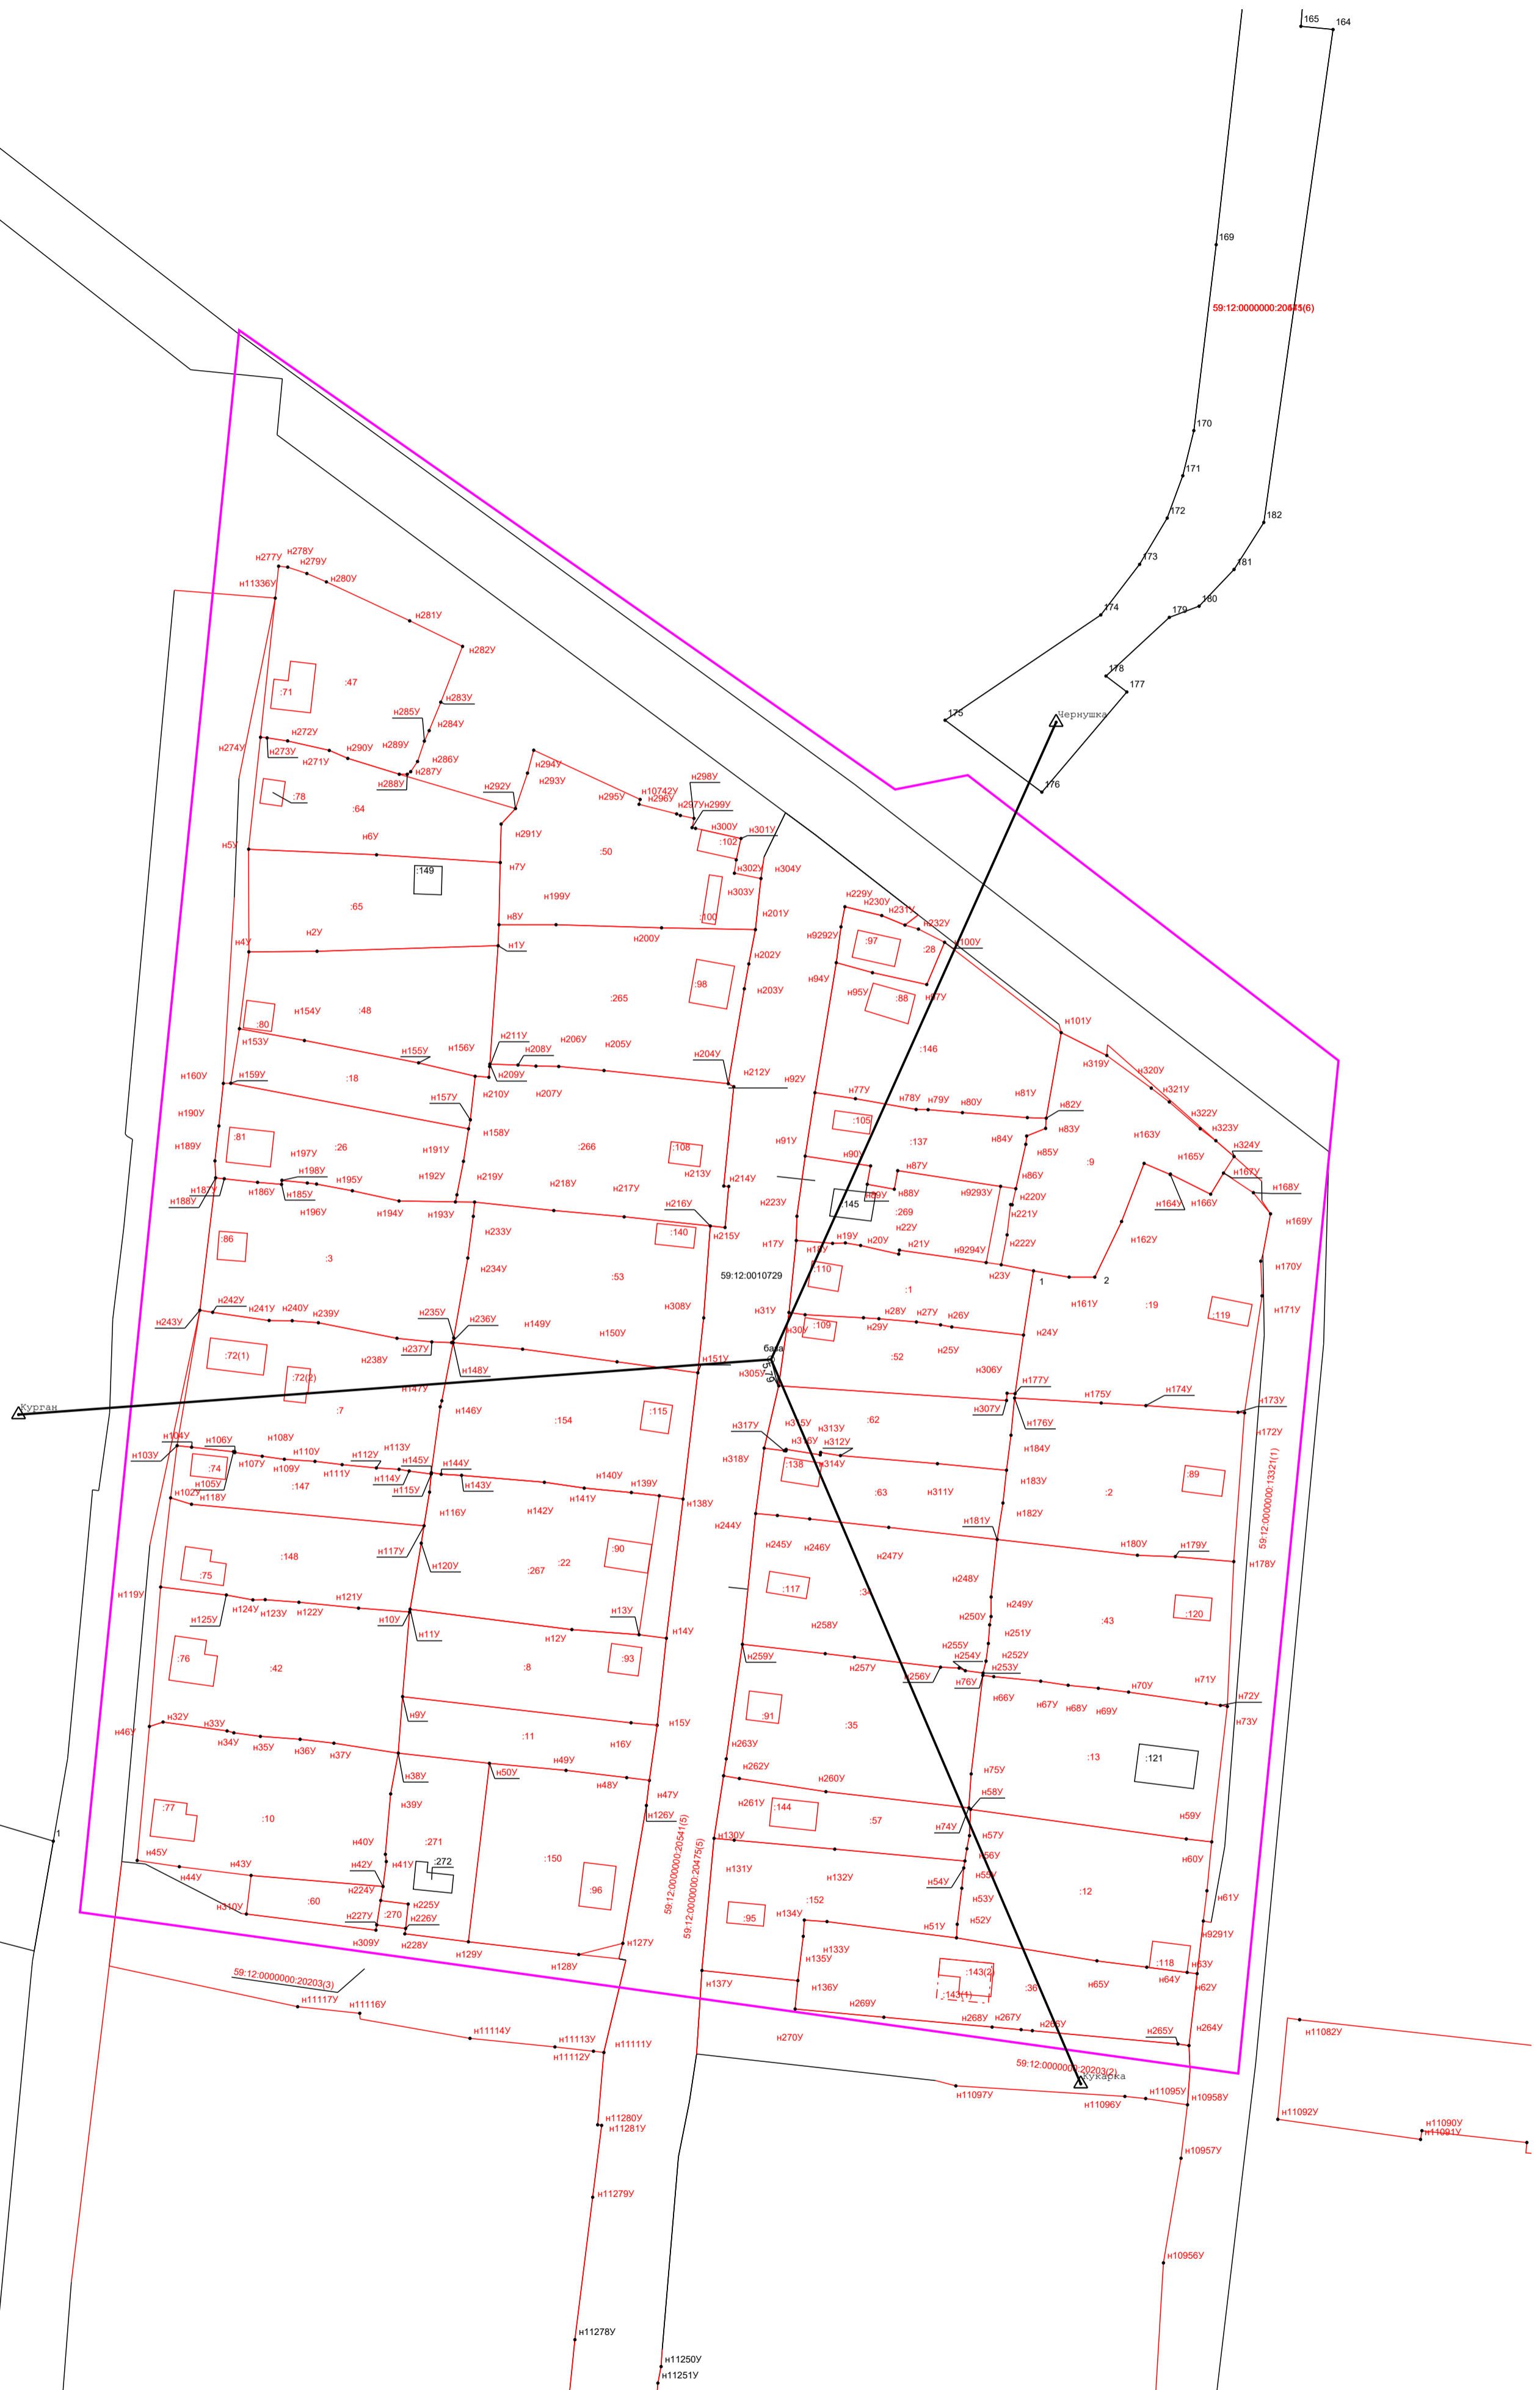 165
164
169
170
171
182
172
173
181
180
174
179
178
177
175
Чернушка
176
н278У
н277У
н279У
н280У
н11336У
н281У
н282У
:71
:47
н283У
н285У
н284У
н272У
н274У
н273У
н271У
н290У
н289У
н286У
н287У
н288У
н294У
н293У
н298У
н10742У
н295У
н296У
н297У
н299У
н292У
:78
:64
н6У
н5У
н291У
н300У
н301У
:102
:50
н7У
н302У
н304У
н303У
:149
:65
н199У
:100
н8У
н201У
н2У
н4У
н1У
н200У
н202У
н229У
н230У
н231У
н232У
н9292У
:97
:28
н100У
н94У
:98
н203У
н95У
:88
н97У
:265
:80
н154У
:48
н153У
н155У
н156У
н211У
н208У
н206У
н205У
н204У
н212У
н209У
н210У
н207У
н101У
:146
н319У
н320У
н92У
н160У
н159У
:18
н157У
н77У
н78У
н79У
н80У
н81У
н82У
н321У
н322У
н190У
:81
н158У
:105
:137
н84У
н83У
н323У
н85У
н163У
н324У
н189У
н197У
:26
н191У
:266
:108
н91У
н90У
н165У
:9
н198У
н195У
н192У
н219У
н218У
н217У
н213У
н214У
н87У
н86У
н167У
н168У
н187У
н188У
н186У
н185У
н196У
н194У
н193У
н223У
:145
н89У
н88У
н9293У
н220У
н221У
н164У
н166У
н169У
:269
н216У
н215У
н233У
н234У
:140
:86
:3
:53
н17У
н18У
н19У
н20У
н22У
н21У
н9294У
н222У
н162У
н170У
н23У
59:12:0010729
:110
:1
1
2
н161У
:19
н171У
:119
н243У
н242У
н241У
н240У
н239У
н235У
н236У
н149У
н308У
н150У
н31У
н30У
:109
н28У
н27У
н26У
н29У
н24У
н25У
:52
база
:72(1)
:72(2)
н238У
н237У
н148У
н151У
н305У
н306У
н177У
н147У
н307У
н175У
н174У
н173У
Курган
:7
н146У
:154
:115
н317У
:62
н176У
н172У
н313У
н312У
н314У
н318У
:138
н184У
н183У
н104У
н106У
н103У
н108У
н107У
н110У
н109У
н112У
н113У
н111У
н114У
н145У
н144У
н115У
н143У
:74
н105У
:147
н140У
н139У
н141У
н142У
н138У
:63
н311У
:89
:2
59:12:0000000:13321(1)
н102У
н118У
н116У
н117У
н120У
:148
:75
:22
:90
:267
н244У
н245У
н246У
н247У
н181У
н182У
н180У
н179У
н178У
н119У
н125У
н124У
н123У
н122У
н121У
н10У
н11У
н12У
н13У
н14У
:117
н248У
н249У
н250У
:43
:120
н258У
н251У
н255У
н254У
н252У
н253У
н259У
н257У
н256У
н76У
:76
:42
:8
:93
н66У
н67У
н68У
н69У
н70У
н71У
н72У
н73У
н46У
н32У
н33У
н34У
н35У
н36У
н37У
н38У
н9У
:11
н15У
н16У
:91
:35
:13
:121
н263У
н262У
н49У
н50У
н48У
н47У
н126У
н260У
н75У
н58У
н74У
н59У
:77
:10
н39У
:271
н261У
:144
:57
н57У
н56У
н60У
59:12:0000000:20541(5)
59:12:0000000:20475(5)
н45У
н44У
н43У
н40У
н41У
н42У
:272
:150
н130У
н131У
н132У
н54У
н55У
н53У
:12
н310У
:60
н224У
:270
н227У
н225У
н226У
н309У
н228У
:96
:95
:152
н134У
н51У
н52У
н61У
н9291У
н129У
н128У
н127У
н133У
н135У
н136У
н137У
:143(2)
:143(1)
:36
:118
н65У
н64У
н63У
н62У
59:12:0000000:20203(3)
н11117У
н11116У
н11114У
н11113У
н11112У
н11111У
н269У
н268У
н267У
н265У
н264У
н270У
59:12:0000000:20203(2)
Кукарка
н11097У
н11096У
н11095У
н10958У
н11082У
н11092У
н11090У
н11091У
н11280У
н11281У
н10957У
н11279У
н10956У
н11278У
н11250У
н11251У
1